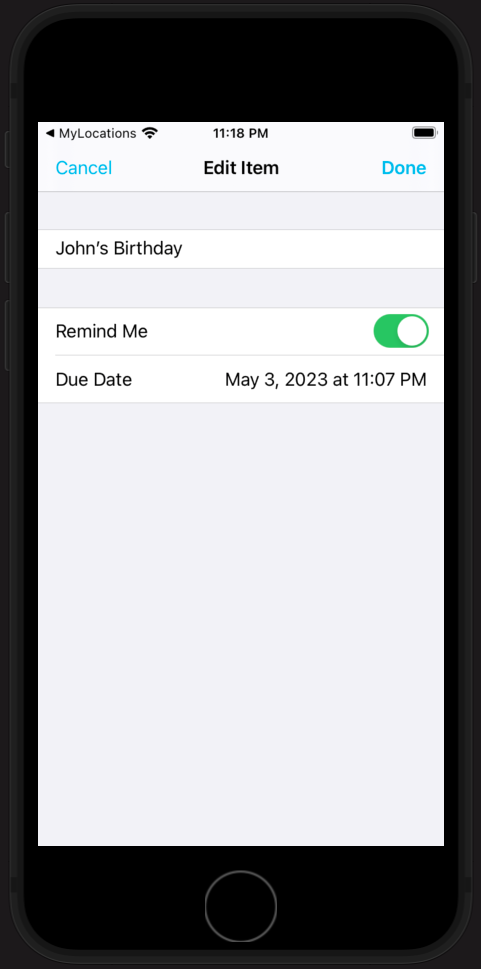 ◀ MyLocations 11:18 PM
Cancel Edit Item Done
John’s Birthday
Remind Me
Due Date May 3, 2023 at 11:07 PM